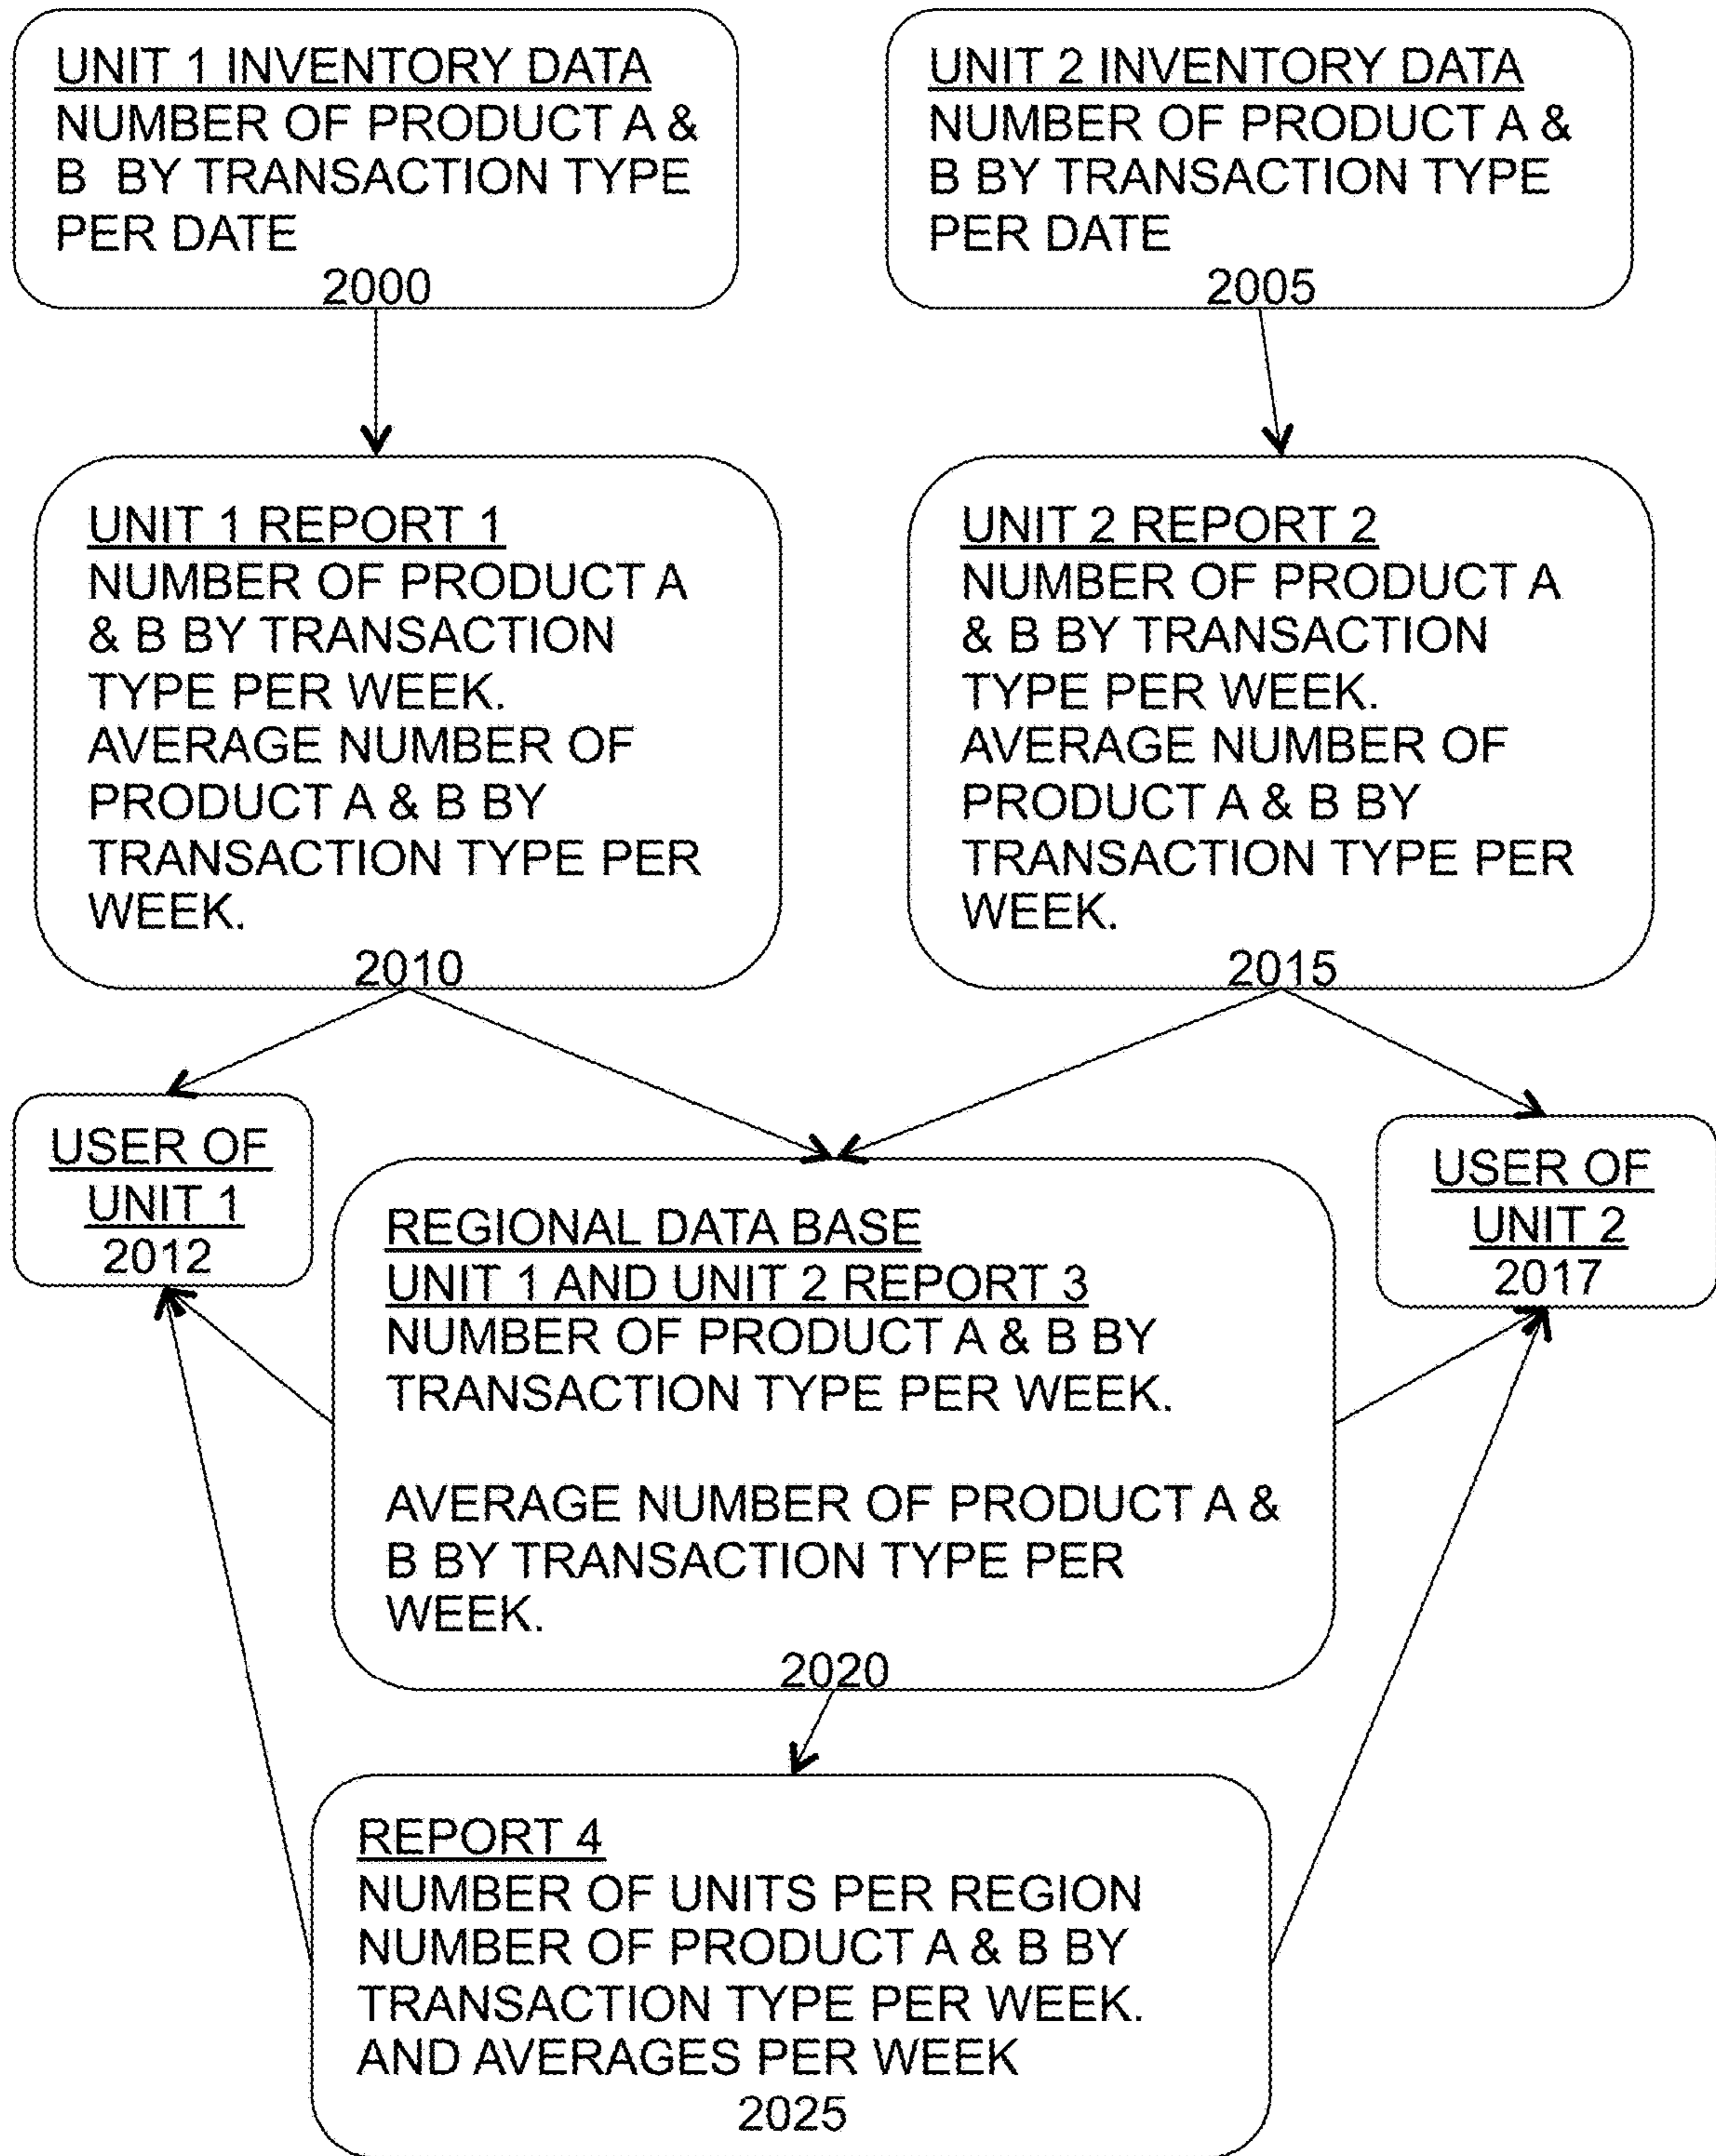 UNIT 1 INVENTORY DATA
NUMBER OF PRODUCT A &
B BY TRANSACTION TYPE
PER DATE
2000
UNIT 2 INVENTORY DATA
NUMBER OF PRODUCT A &
B BY TRANSACTION TYPE
PER DATE
2005
UNIT 1 REPORT 1
NUMBER OF PRODUCT A
& B BY TRANSACTION
TYPE PER WEEK.
AVERAGE NUMBER OF
PRODUCT A & B BY
TRANSACTION TYPE PER
WEEK.
2010
UNIT 2 REPORT 2
NUMBER OF PRODUCT A
& B BY TRANSACTION
TYPE PER WEEK.
AVERAGE NUMBER OF
PRODUCT A & B BY
TRANSACTION TYPE PER
WEEK.
2015
USER OF
UNIT 1
2012
REGIONAL DATA BASE
UNIT 1 AND UNIT 2 REPORT 3
NUMBER OF PRODUCT A & B BY
TRANSACTION TYPE PER WEEK.
AVERAGE NUMBER OF PRODUCT A &
B BY TRANSACTION TYPE PER
WEEK.
2020
USER OF
UNIT 2
2017
REPORT 4
NUMBER OF UNITS PER REGION
NUMBER OF PRODUCT A & B BY
TRANSACTION TYPE PER WEEK.
AND AVERAGES PER WEEK
2025